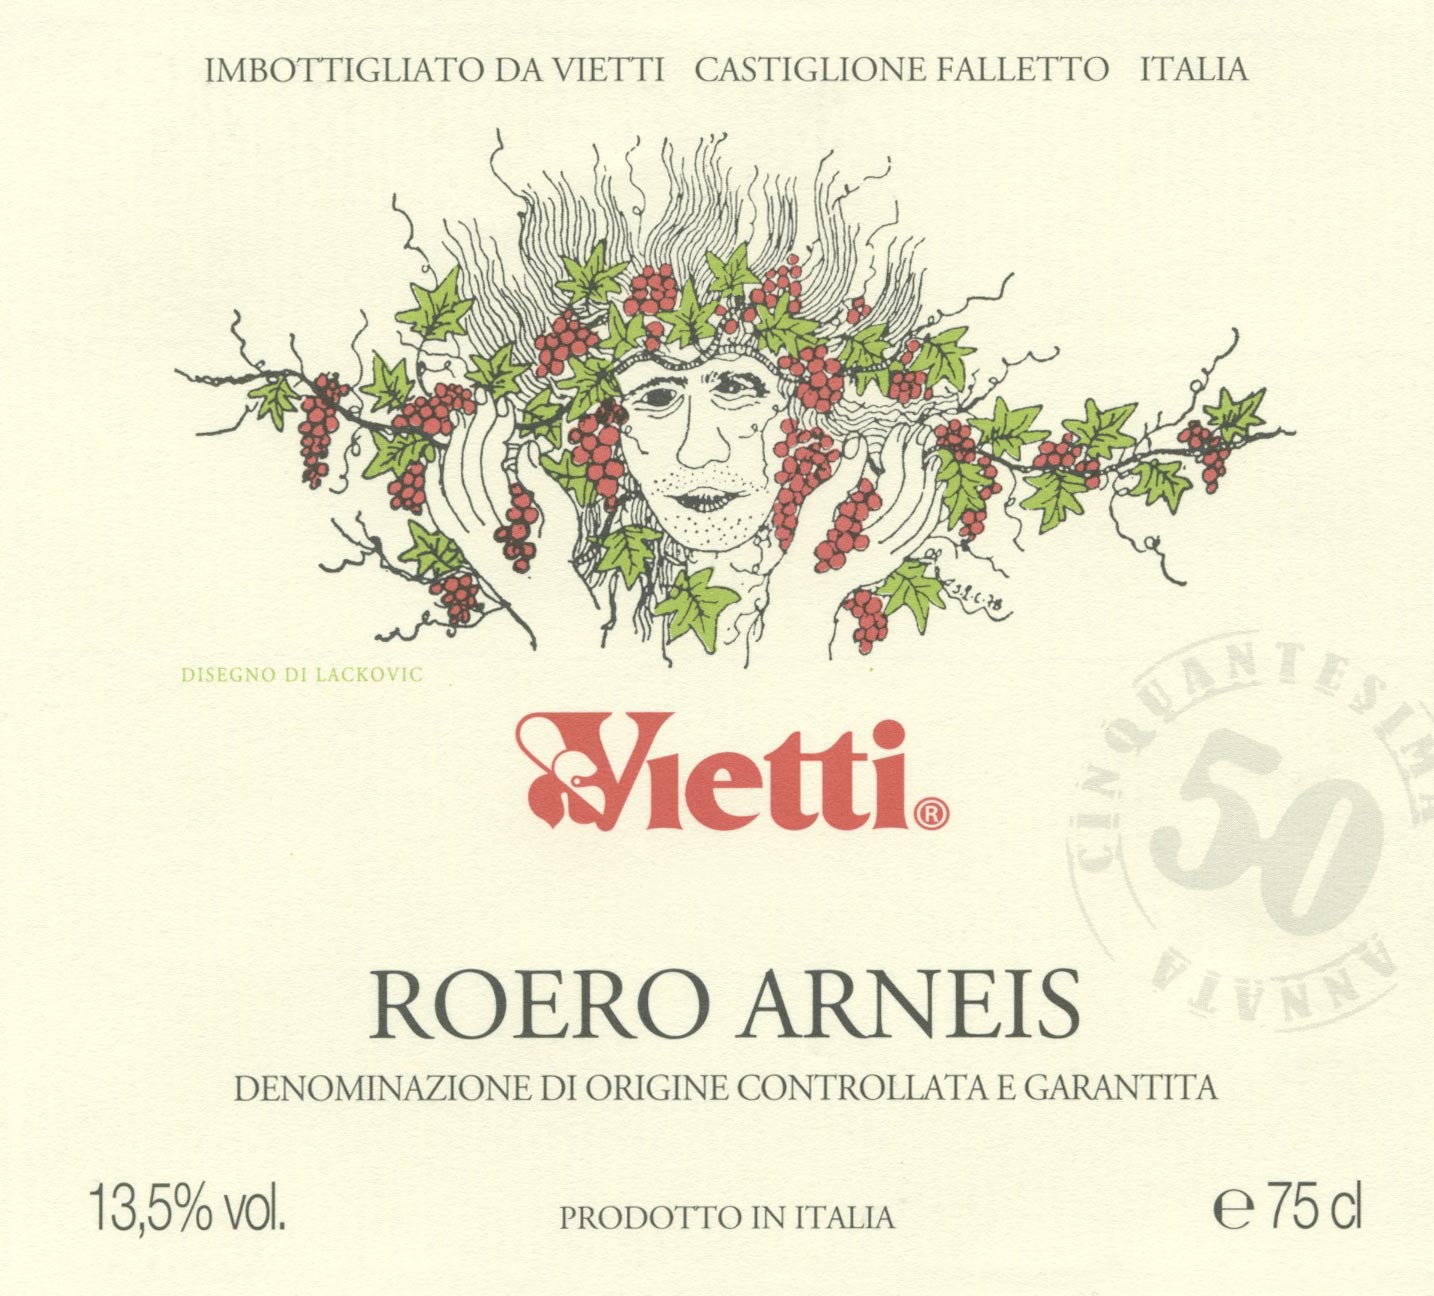 IMBOTTIGLIATO DA VIETTI CASTIGLIONE FALLETTO ITALIA
DISEGNO DI LACKOVIC
Vietti®
CINQUANTESIMA
50
ANNATA
ROERO ARNEIS
DENOMINAZIONE DI ORIGINE CONTROLLATA E GARANTITA
13,5% vol.
PRODOTTO IN ITALIA
℮ 75 cl